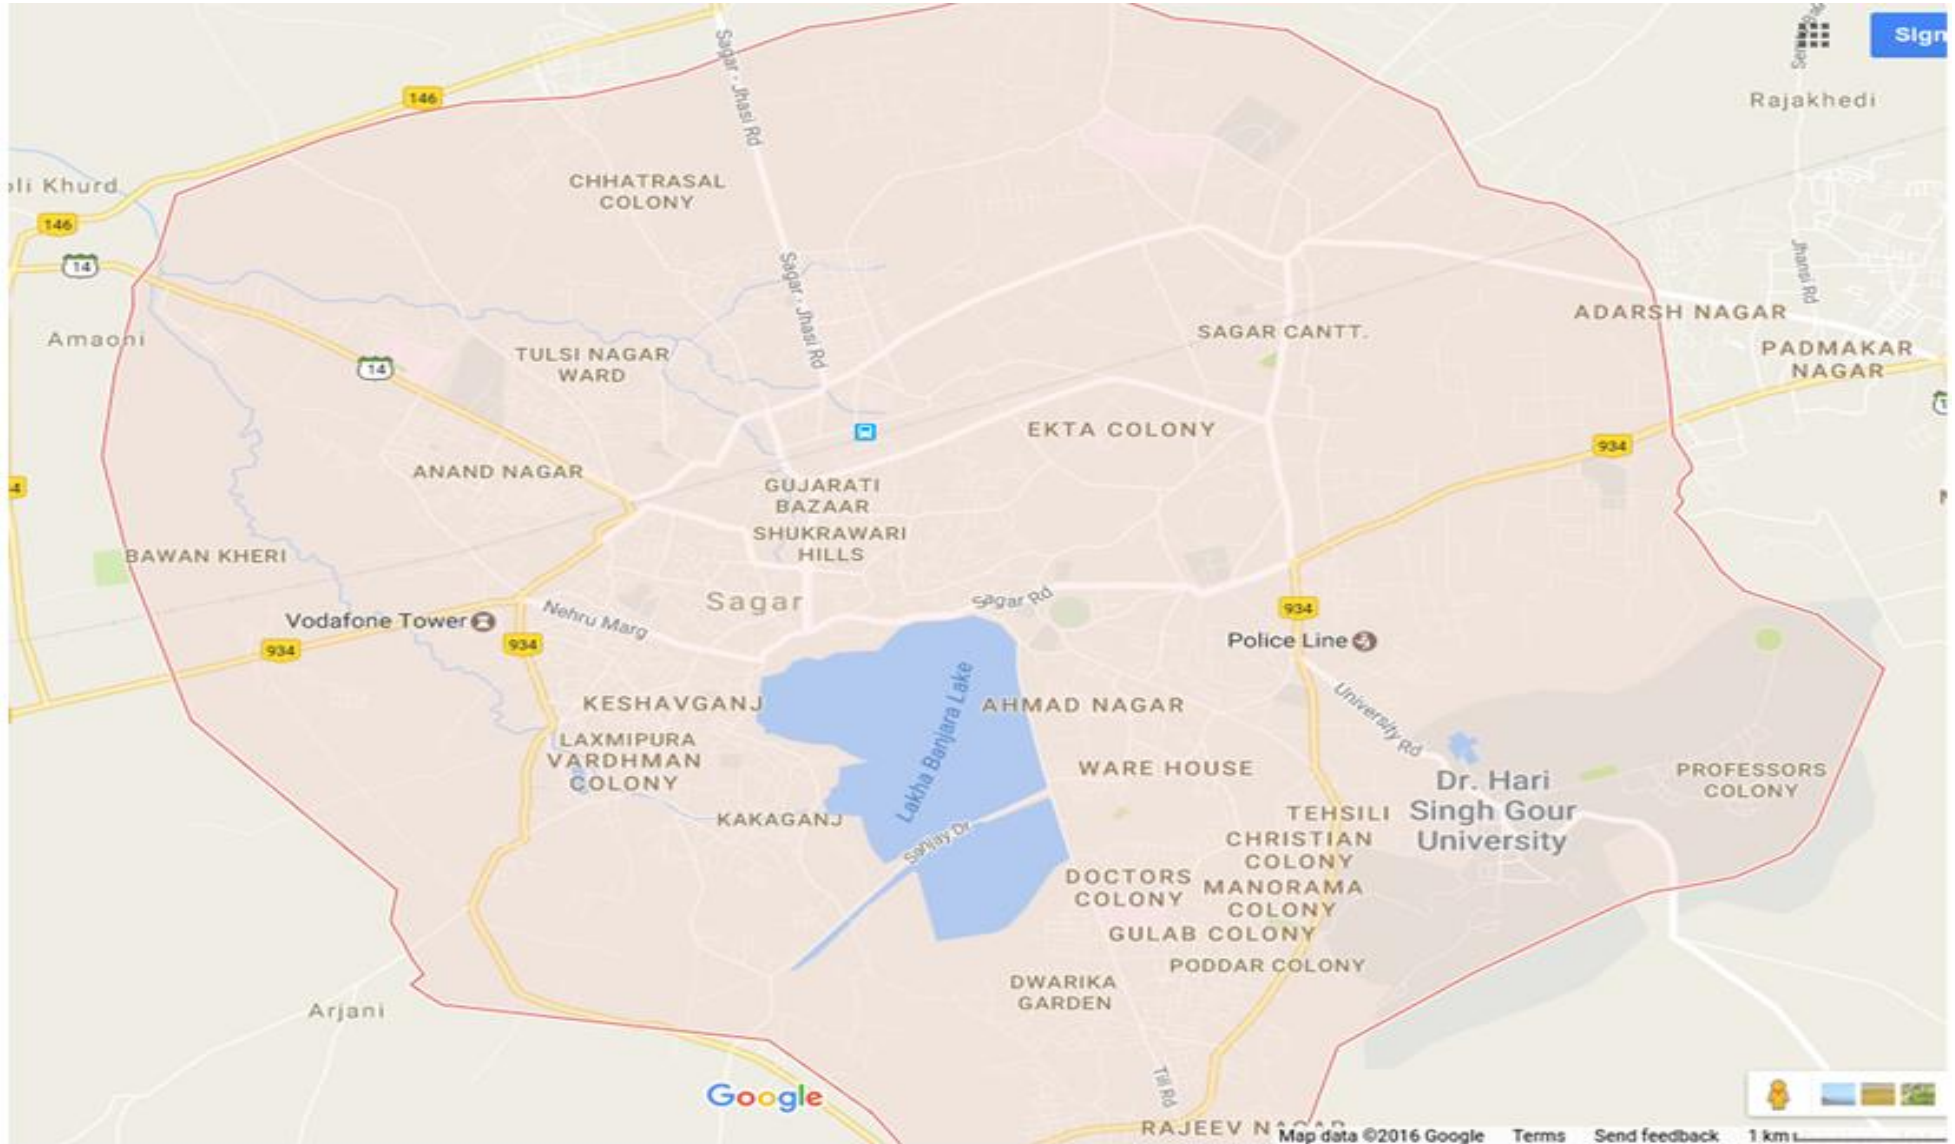 Sign
Rajakhedi
Sagar - Jhasi Rd
146
CHHATRASAL
COLONY
oli Khurd
146
14
Sagar - Jhasi Rd
Jhansi Rd
Amaoni
ADARSH NAGAR
SAGAR CANTT.
PADMAKAR
NAGAR
TULSI NAGAR
WARD
14
EKTA COLONY
934
ANAND NAGAR
GUJARATI
BAZAAR
SHUKRAWARI
HILLS
BAWAN KHERI
Sagar
Sagar Rd
934
Nehru Marg
Vodafone Tower
934
934
Police Line
University Rd
KESHAVGANJ
Lakha Banjara Lake
AHMAD NAGAR
LAXMIPURA
VARDHMAN
COLONY
WARE HOUSE
Dr. Hari
Singh Gour
University
PROFESSORS
COLONY
KAKAGANJ
Sanjay Dr
TEHSILI
CHRISTIAN
COLONY
DOCTORS
COLONY
MANORAMA
COLONY
GULAB COLONY
PODDAR COLONY
DWARIKA
GARDEN
Arjani
Tili Rd
Google
RAJEEV NAGAR
Map data ©2016 Google Terms Send feedback 1 km